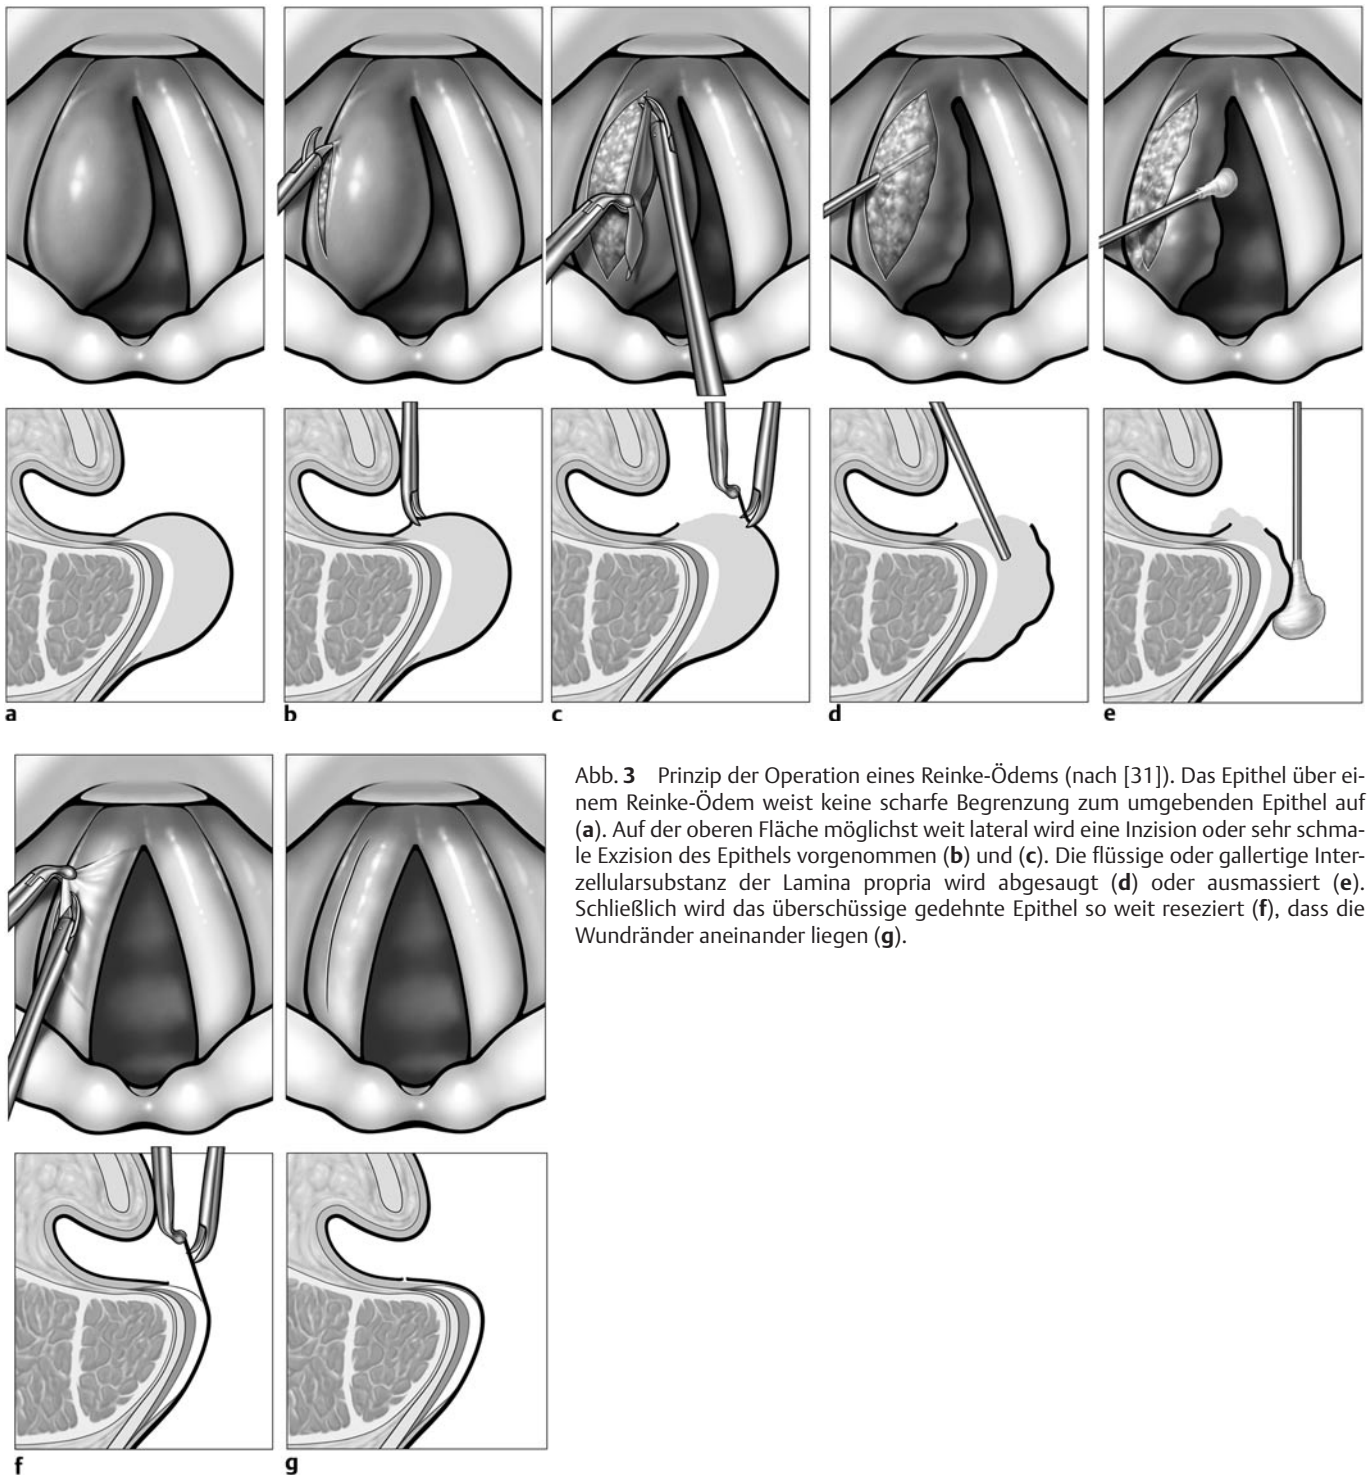 a
b
c
d
e
Abb. 3 Prinzip der Operation eines Reinke-Ödems (nach [31]). Das Epithel über ei-
nem Reinke-Ödem weist keine scharfe Begrenzung zum umgebenden Epithel auf
(a). Auf der oberen Fläche möglichst weit lateral wird eine Inzision oder sehr schma-
le Exzision des Epithels vorgenommen (b) und (c). Die flüssige oder gallertige Inter-
zellularsubstanz der Lamina propria wird abgesaugt (d) oder ausmassiert (e).
Schließlich wird das überschüssige gedehnte Epithel so weit reseziert (f), dass die
Wundränder aneinander liegen (g).
f
g